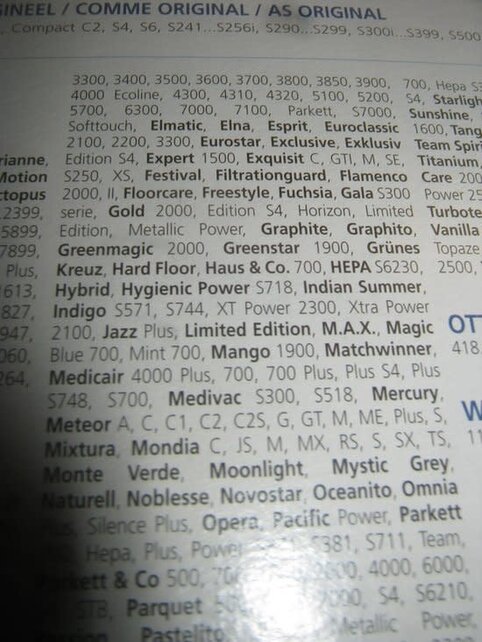 GINEEL / COMME ORIGINAL / AS ORIGINAL
, Compact C2, S4, S6, S241...S256i, S290...S299, S300i...S399, S500
3300, 3400, 3500, 3600, 3700, 3800, 3850, 3900,
4000 Ecoline, 4300, 4310, 4320, 5100, 5200,
5700, 6300, 7000, 7100, Parkett, S7000,
Softtouch, Elmatic, Elna, Esprit, Euroclassic
2100, 2200, 3300, Eurostar, Exclusive, Exklusiv
Edition S4, Expert 1500, Exquisit C, GTI, M, SE,
S250, XS, Festival, Filtrationguard, Flamenco
2000, II, Floorcare, Freestyle, Fuchsia, Gala S300
serie, Gold 2000, Edition S4, Horizon, Limited
Edition, Metallic Power, Graphite, Graphito,
Greenmagic 2000, Greenstar 1900, Grünes
Kreuz, Hard Floor, Haus & Co. 700, HEPA S6230,
Hybrid, Hygienic Power S718, Indian Summer,
Indigo S571, S744, XT Power 2300, Xtra Power
2100, Jazz Plus, Limited Edition, M.A.X., Magic
Blue 700, Mint 700, Mango 1900, Matchwinner,
Medicair 4000 Plus, 700, 700 Plus, Plus S4, Plus
S748, S700, Medivac S300, S518, Mercury,
Meteor A, C, C1, C2, C2S, G, GT, M, ME, Plus, S,
Mixtura, Mondia C, JS, M, MX, RS, S, SX, TS,
Monte Verde, Moonlight, Mystic Grey,
Naturell, Noblesse, Novostar, Oceanito, Omnia
Silence Plus, Opera, Pacific Power, Parkett
Hepa, Plus, Power S381, S711, Team,
& Co 500, 4000, 6000,
STB, Parquet 7000, S4, S6210,
Pastelito, Metallic Power,
rianne,
Motion
ctopus
.2399,
5899,
7899,
Plus,
1613,
827,
947,
060,
264,
700, Hepa S
S4, Starligh
Sunshine,
1600, Tang
Team Spiri
Titanium,
Care 200
Power 25
Turbote
Vanilla
Topaze
2500,
OT
418
W
11